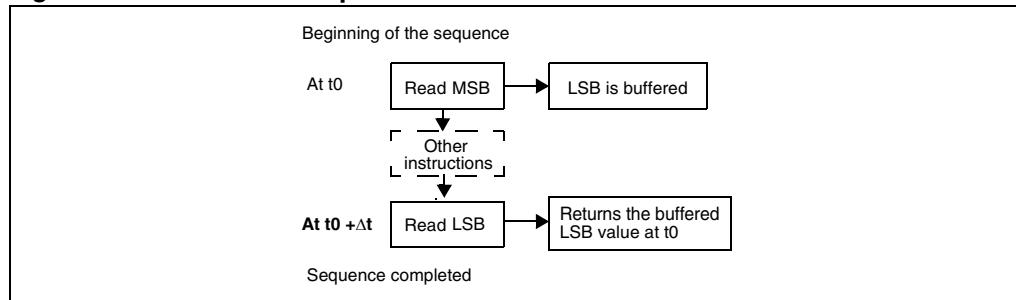 Beginning of the sequence
At t0
Read MSB
LSB is buffered
Other
instructions
At t0 +Δt
Read LSB
Returns the buffered
LSB value at t0
Sequence completed